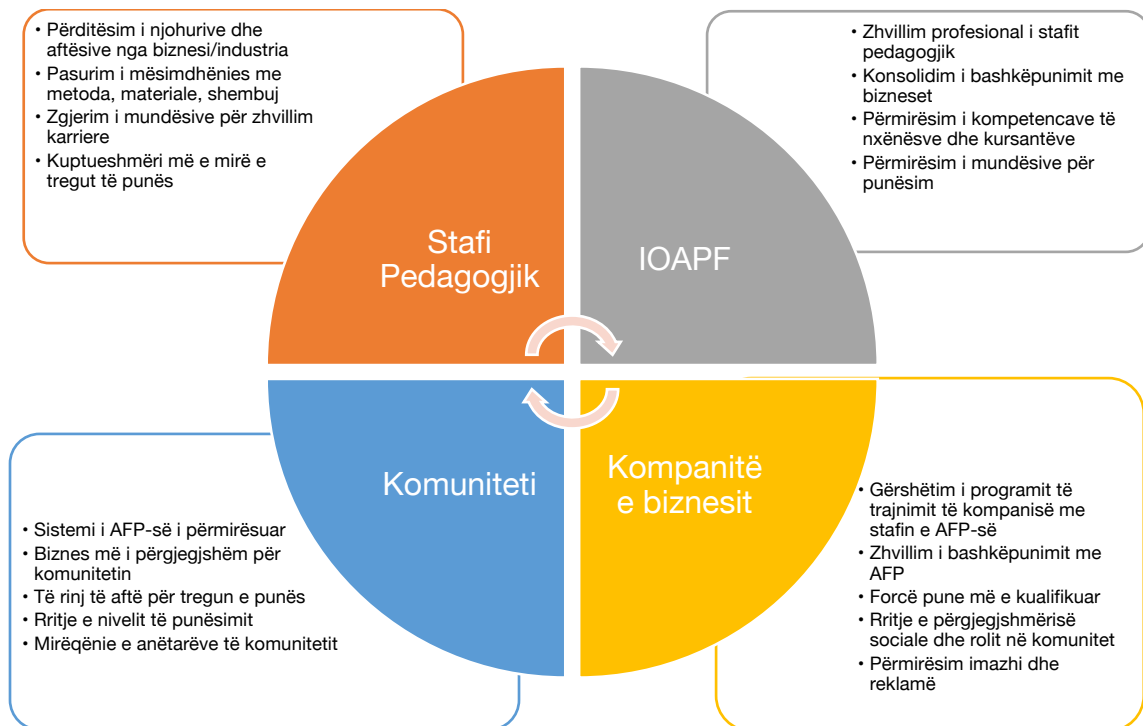 • Përditësim i njohurive dhe
aftësive nga biznesi/industria
• Pasurim i mësimdhënies me
metoda, materiale, shembuj
• Zgjerim i mundësive për zhvillim
karriere
• Kuptueshmëri më e mirë e
tregut të punës
• Zhvillim profesional i stafit
pedagogjik
• Konsolidim i bashkëpunimit me
bizneset
• Përmirësim i kompetencave të
nxënësve dhe kursantëve
• Përmirësim i mundësive për
punësim
Stafi
Pedagogjik
IOAPF
Komuniteti
Kompanitë
e biznesit
• Sistemi i AFP-së i përmirësuar
• Biznes më i përgjegjshëm për
komunitetin
• Të rinj të aftë për tregun e punës
• Rritje e nivelit të punësimit
• Mirëqënie e anëtarëve të komunitetit
• Gërshëtim i programit të
trajnimit të kompanisë me
stafin e AFP-së
• Zhvillim i bashkëpunimit me
AFP
• Forcë pune më e kualifikuar
• Rritje e përgjegjshmërisë
sociale dhe rolit në komunitet
• Përmirësim imazhi dhe
reklamë